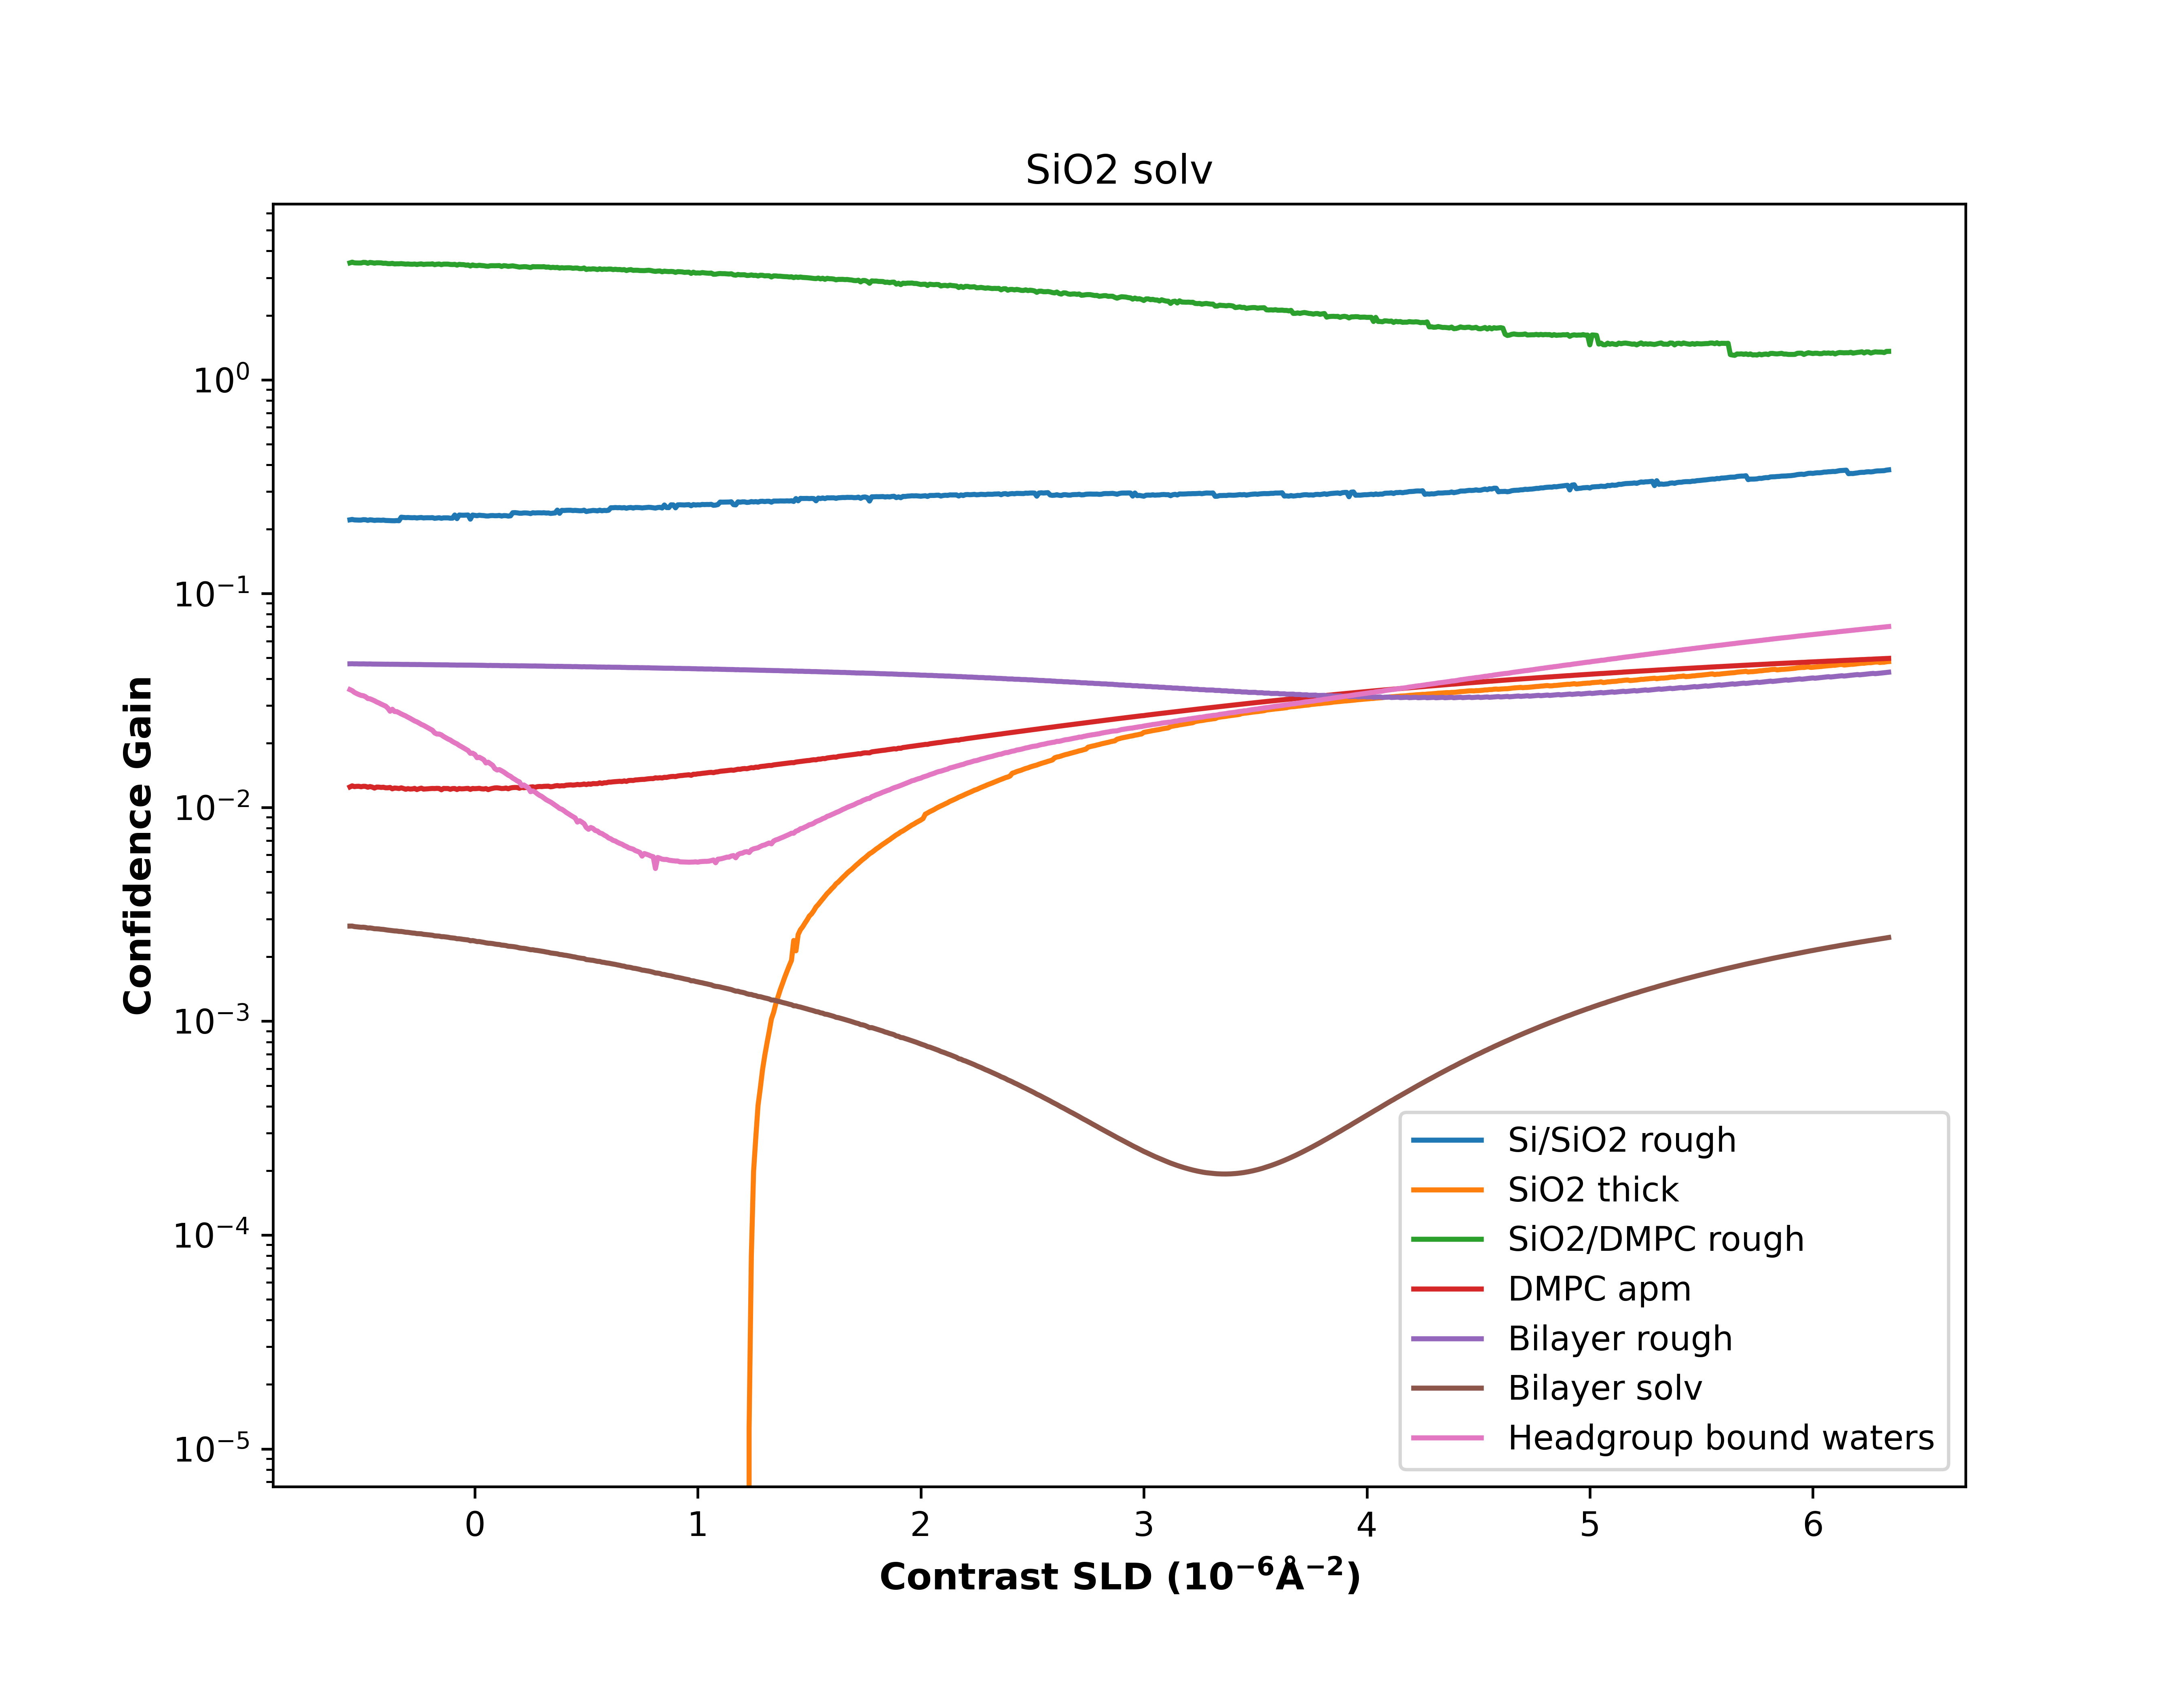 SiO2 solv
10⁰
10⁻¹
10⁻²
10⁻³
10⁻⁴
10⁻⁵
Confidence Gain
0 1 2 3 4 5 6
Contrast SLD (10⁻⁶Å⁻²)
Si/SiO2 rough
SiO2 thick
SiO2/DMPC rough
DMPC apm
Bilayer rough
Bilayer solv
Headgroup bound waters